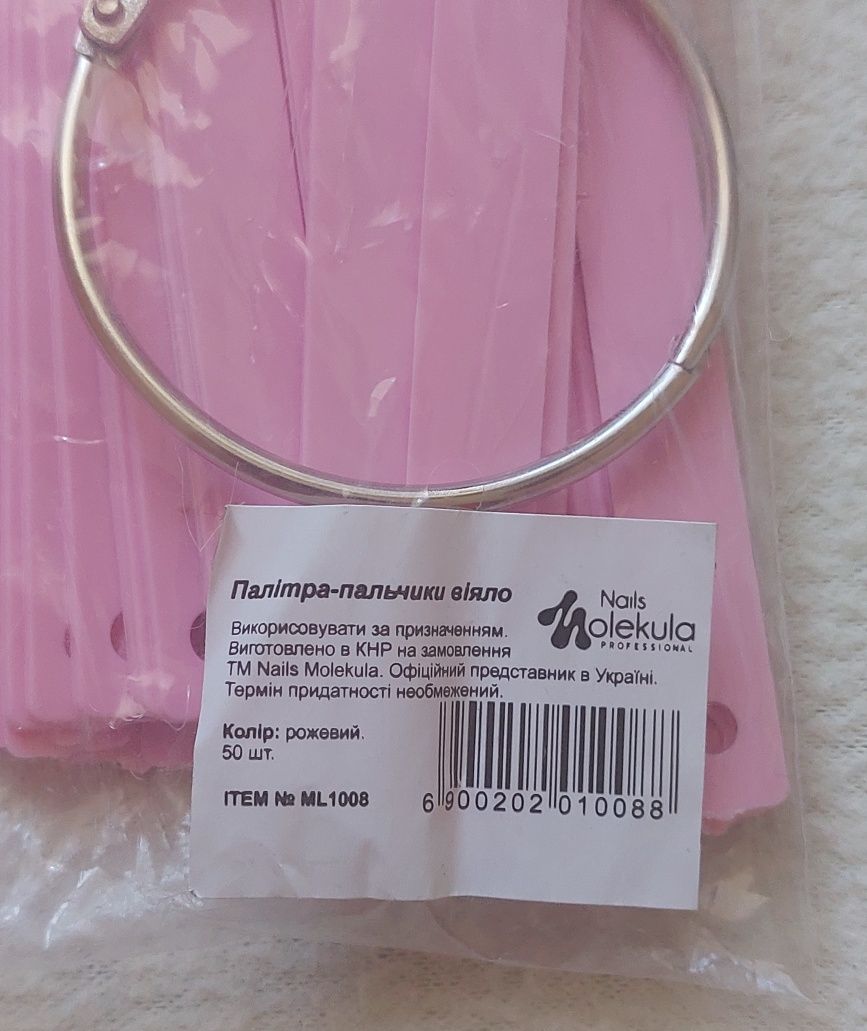 Палітра-пальчики віяло
Nails
Molekula
PROFESSIONAL
Використовувати за призначенням.
Виготовлено в КНР на замовлення
ТМ Nails Molekula. Офіційний представник в Україні.
Термін придатності необмежений.
Колір: рожевий.
50 шт.
ITEM № ML1008
6 900202 010088